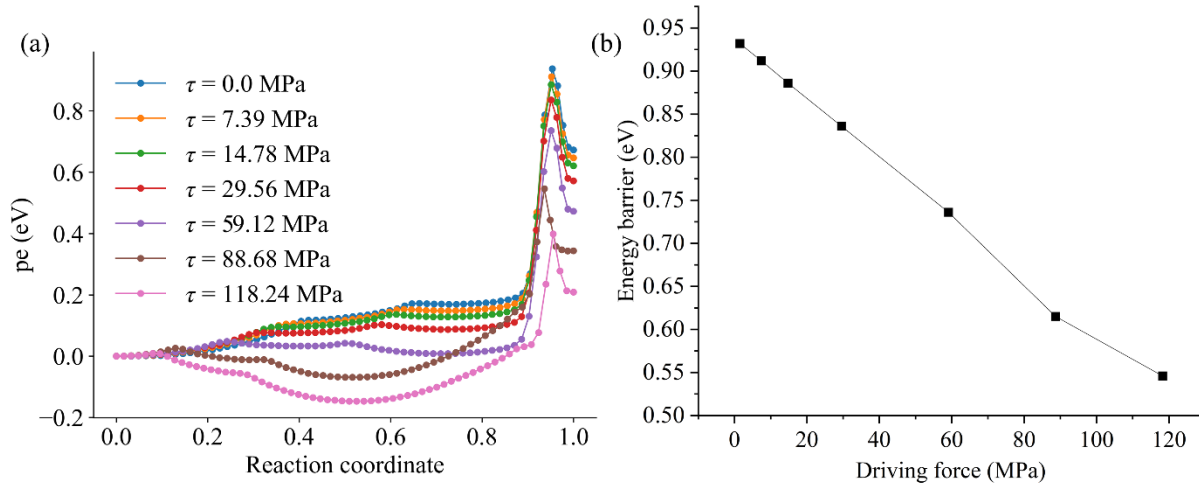 (a)
τ = 0.0 MPa
τ = 7.39 MPa
τ = 14.78 MPa
τ = 29.56 MPa
τ = 59.12 MPa
τ = 88.68 MPa
τ = 118.24 MPa
pe (eV)
0.8
0.6
0.4
0.2
0.0
−0.2
0.0 0.2 0.4 0.6 0.8 1.0
Reaction coordinate
(b)
Energy barrier (eV)
0.95
0.90
0.85
0.80
0.75
0.70
0.65
0.60
0.55
0.50
0 20 40 60 80 100 120
Driving force (MPa)